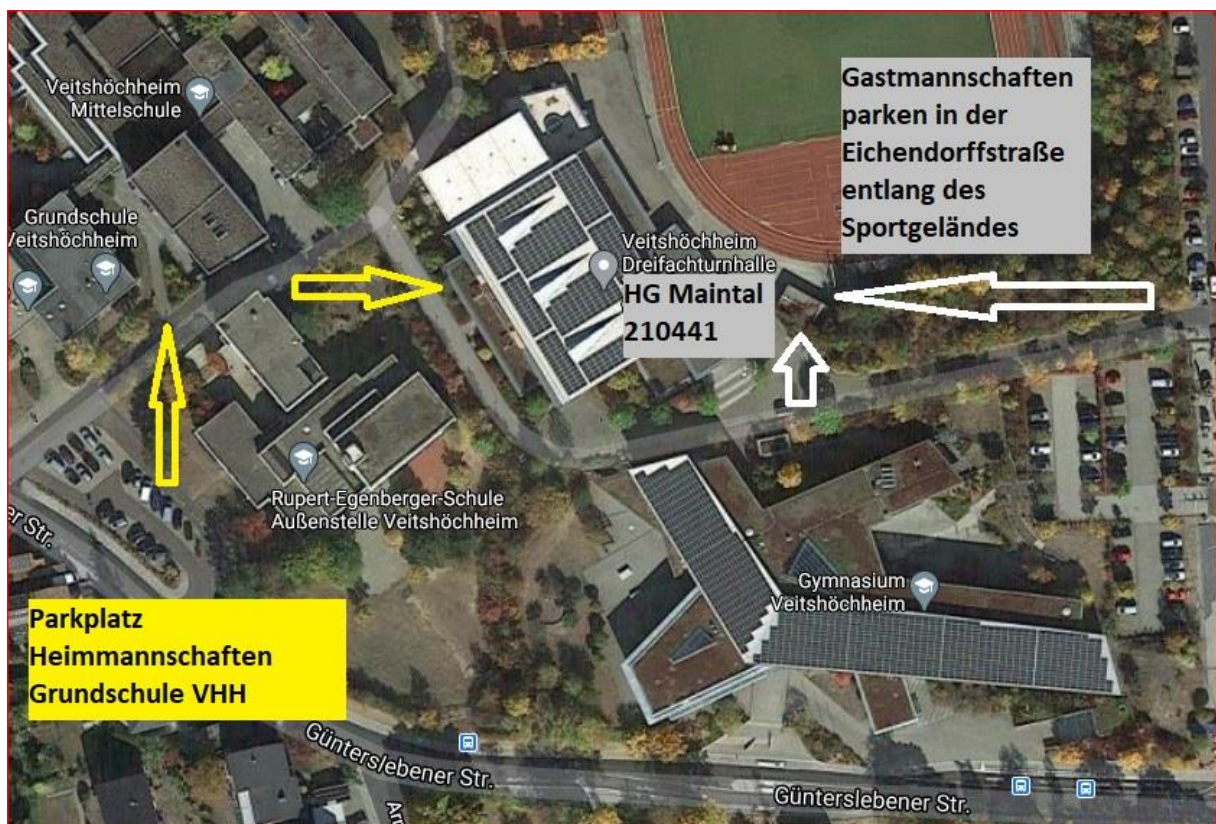 Veitshöchheim
Mittelschule
Grundschule
Veitshöchheim
Gastmannschaften
parken in der
Eichendorffstraße
entlang des
Sportgeländes
Veitshöchheim
Dreifachturnhalle
HG Maintal
210441
Rupert-Egenberger-Schule
Außenstelle Veitshöchheim
er Str.
Gymnasium
Veitshöchheim
Parkplatz
Heimmannschaften
Grundschule VHH
Günterslebener Str.
Günterslebener Str.